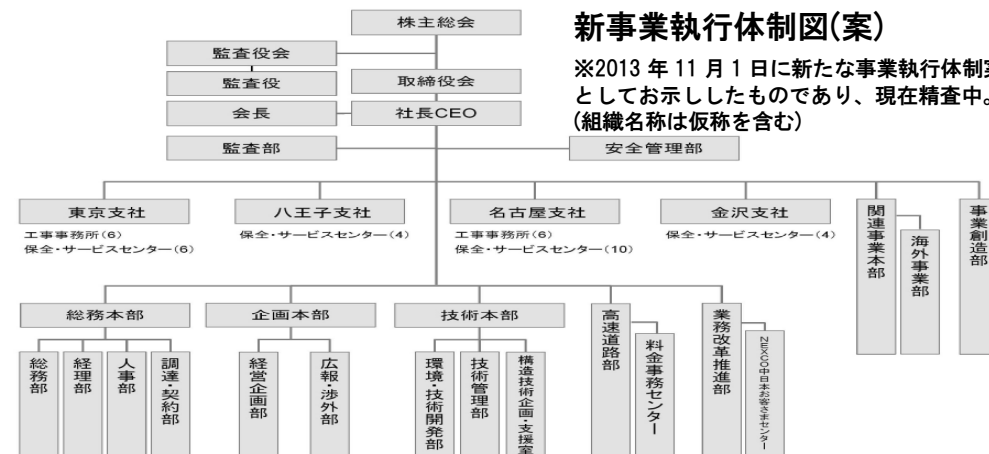 株主総会
新事業執行体制図(案)
監査役会
※2013 年 11 月 1 日に新たな事業執行体制
監査役
取締役会
としてお示ししたものであり、現在精査中。
会長
社長CEO
(組織名称は仮称を含む)
監査部
安全管理部
東京支社
八王子支社
名古屋支社
金沢支社
工事事務所(6)
保全・サービスセンター(6)
保全・サービスセンター(4)
工事事務所(6)
保全・サービスセンター(10)
保全・サービスセンター(4)
関連事業本部
海外事業部
事業創造部
総務本部
企画本部
技術本部
高速道路部
料金事務センター
業務改革推進部
NEXCO中日本お客さまセンター
総務部
経理部
人事部
調達・契約部
経営企画部
広報・渉外部
環境・技術開発部
技術管理部
構造技術企画・支援室